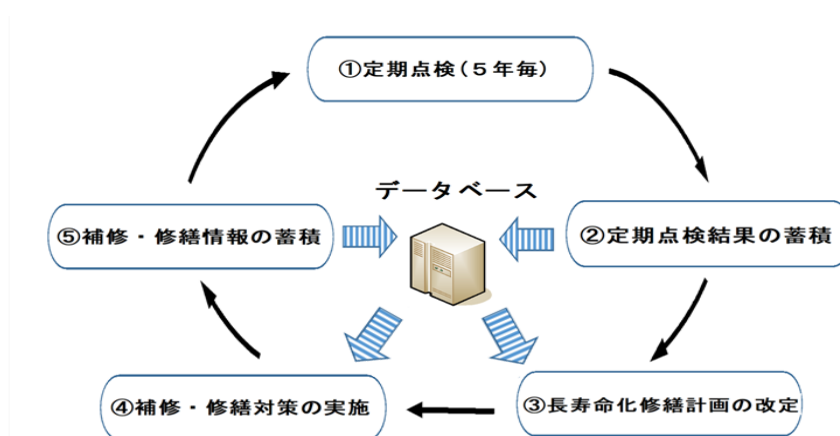 ①定期点検(5年毎)
データベース
⑤補修・修繕情報の蓄積
②定期点検結果の蓄積
④補修・修繕対策の実施
③長寿命化修繕計画の改定